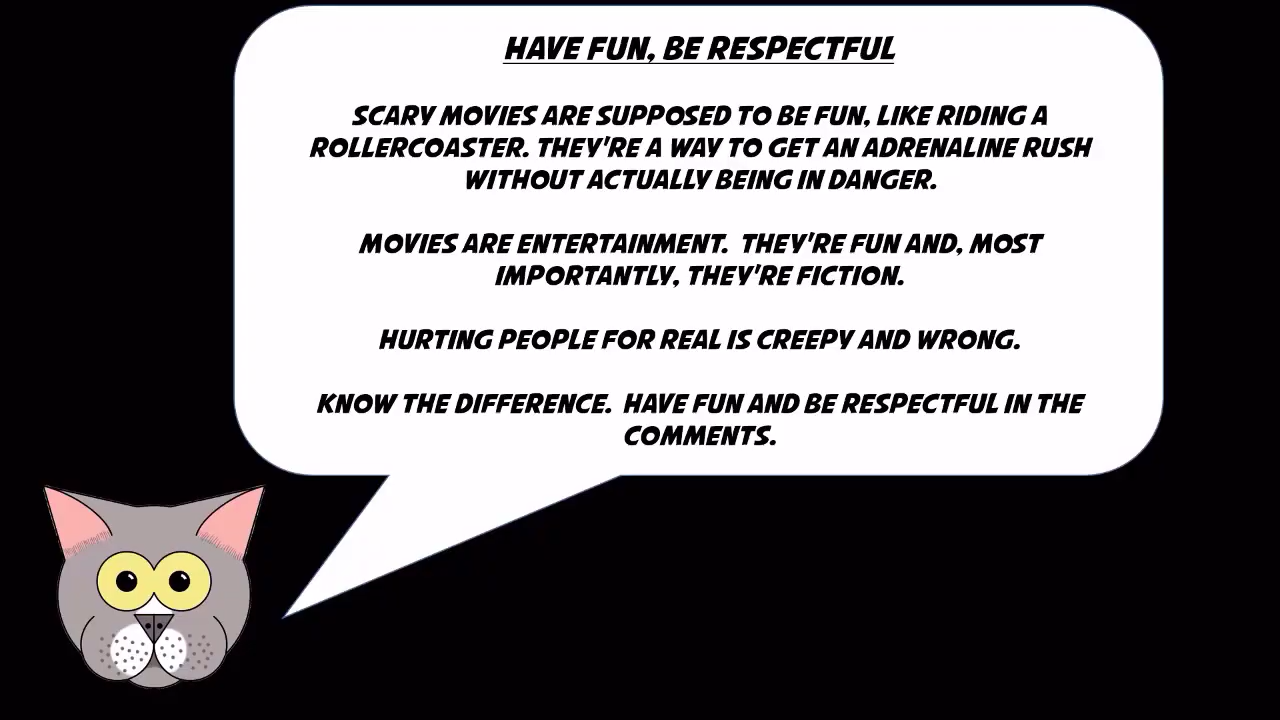 HAVE FUN, BE RESPECTFUL
SCARY MOVIES ARE SUPPOSED TO BE FUN, LIKE RIDING A
ROLLERCOASTER. THEY'RE A WAY TO GET AN ADRENALINE RUSH
WITHOUT ACTUALLY BEING IN DANGER.
MOVIES ARE ENTERTAINMENT. THEY'RE FUN AND, MOST
IMPORTANTLY, THEY'RE FICTION.
HURTING PEOPLE FOR REAL IS CREEPY AND WRONG.
KNOW THE DIFFERENCE. HAVE FUN AND BE RESPECTFUL IN THE
COMMENTS.